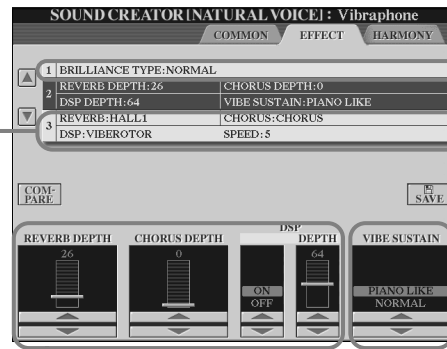 SOUND CREATOR[NATURAL VOICE]: Vibraphone
COMMON EFFECT HARMONY
1 BRILLIANCE TYPE:NORMAL
2 REVERB DEPTH:26 CHORUS DEPTH:0
DSP DEPTH:64 VIBE SUSTAIN:PIANO LIKE
3 REVERB:HALL1 CHORUS:CHORUS
DSP:VIBEROTOR SPEED:5
COM-
PARE
SAVE
DSP
REVERB DEPTH CHORUS DEPTH DEPTH VIBE SUSTAIN
26 0 64
ON PIANO LIKE
OFF NORMAL